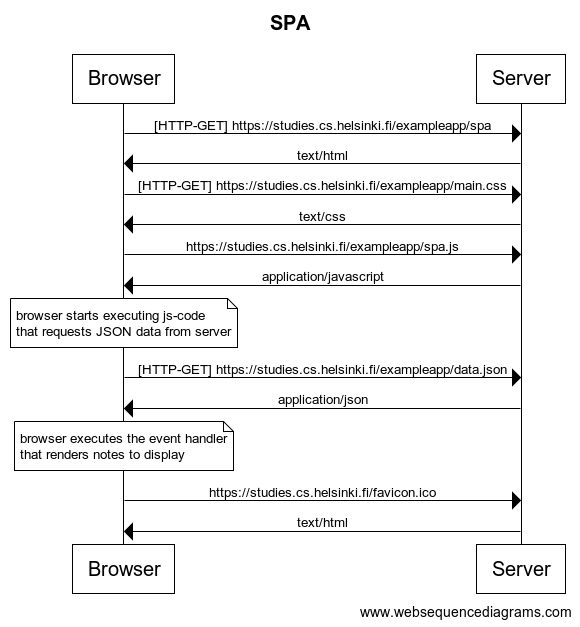 SPA
Browser
Server
[HTTP-GET] https://studies.cs.helsinki.fi/exampleapp/spa
text/html
[HTTP-GET] https://studies.cs.helsinki.fi/exampleapp/main.css
text/css
https://studies.cs.helsinki.fi/exampleapp/spa.js
application/javascript
browser starts executing js-code
that requests JSON data from server
[HTTP-GET] https://studies.cs.helsinki.fi/exampleapp/data.json
application/json
browser executes the event handler
that renders notes to display
https://studies.cs.helsinki.fi/favicon.ico
text/html
Browser
Server
www.websequencediagrams.com